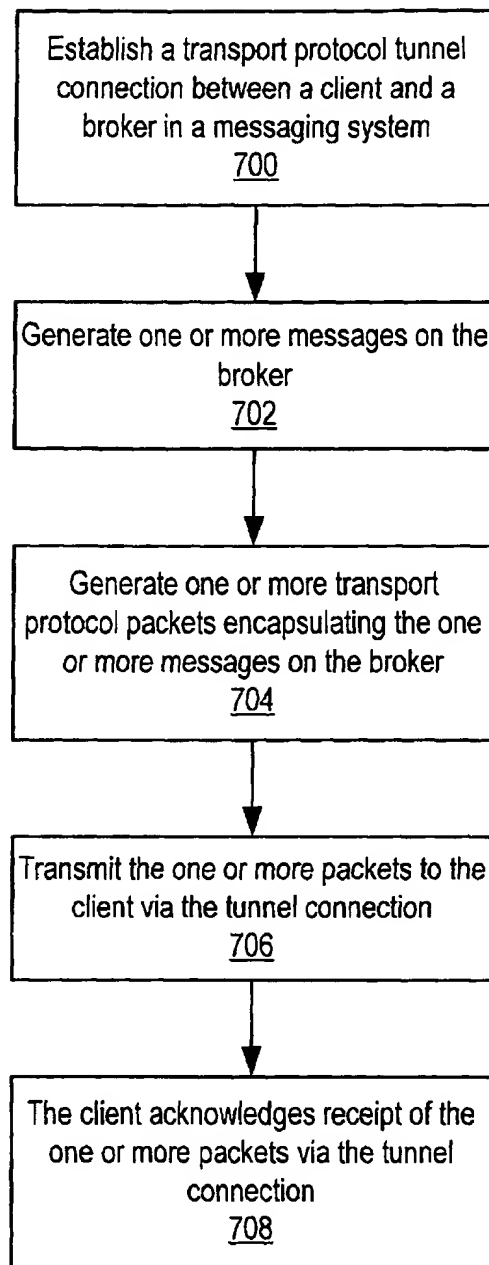 Establish a transport protocol tunnel
connection between a client and a
broker in a messaging system
700
Generate one or more messages on the
broker
702
Generate one or more transport
protocol packets encapsulating the one
or more messages on the broker
704
Transmit the one or more packets to the
client via the tunnel connection
706
The client acknowledges receipt of the
one or more packets via the tunnel
connection
708